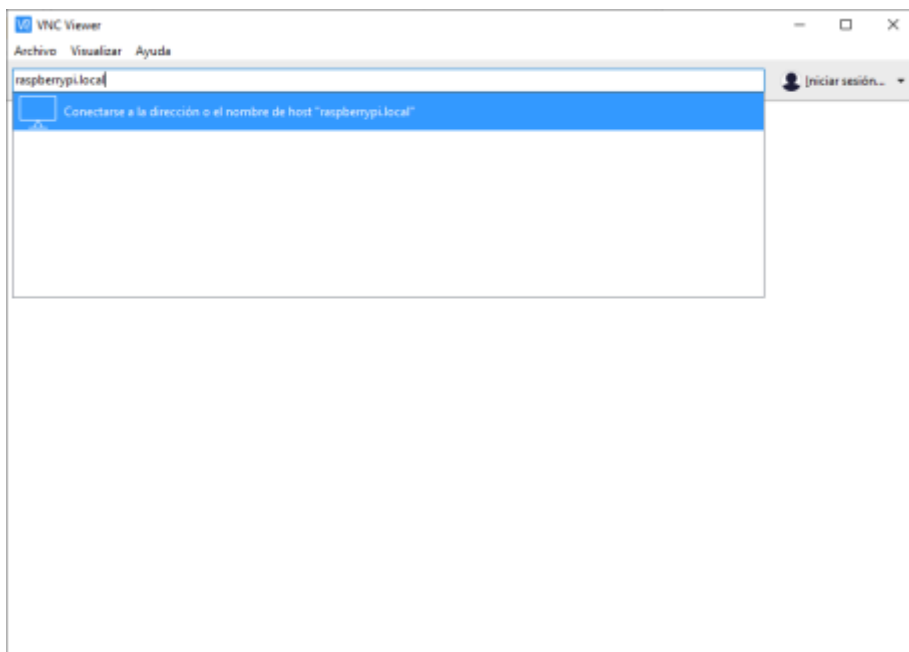 VNC Viewer
Archivo Visualizar Ayuda
raspberrypi.local
Iniciar sesión...
Conectarse a la dirección o el nombre de host "raspberrypi.local"